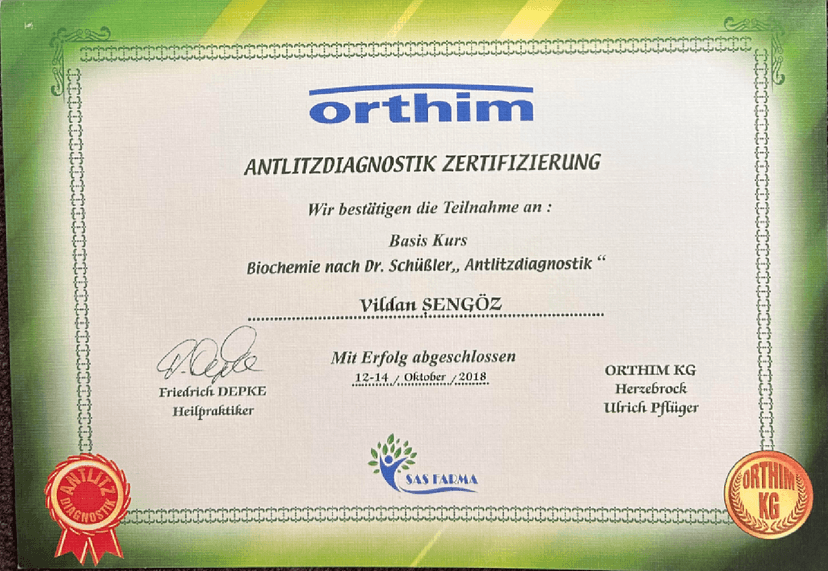 orthim
ANTLITZDIAGNOSTIK ZERTIFIZIERUNG
Wir bestätigen die Teilnahme an :
Basis Kurs
Biochemie nach Dr. Schüßler,, Antlitzdiagnostik “
Vildan ŞENGÖZ
Mit Erfolg abgeschlossen
12-14 / Oktober / 2018
F. Depke
Friedrich DEPKE
Heilpraktiker
ORTHIM KG
Herzebrock
Ulrich Pflüger
SAS FARMA
ANTLITZ
DIAGNOSTIK
ORTHIM
KG